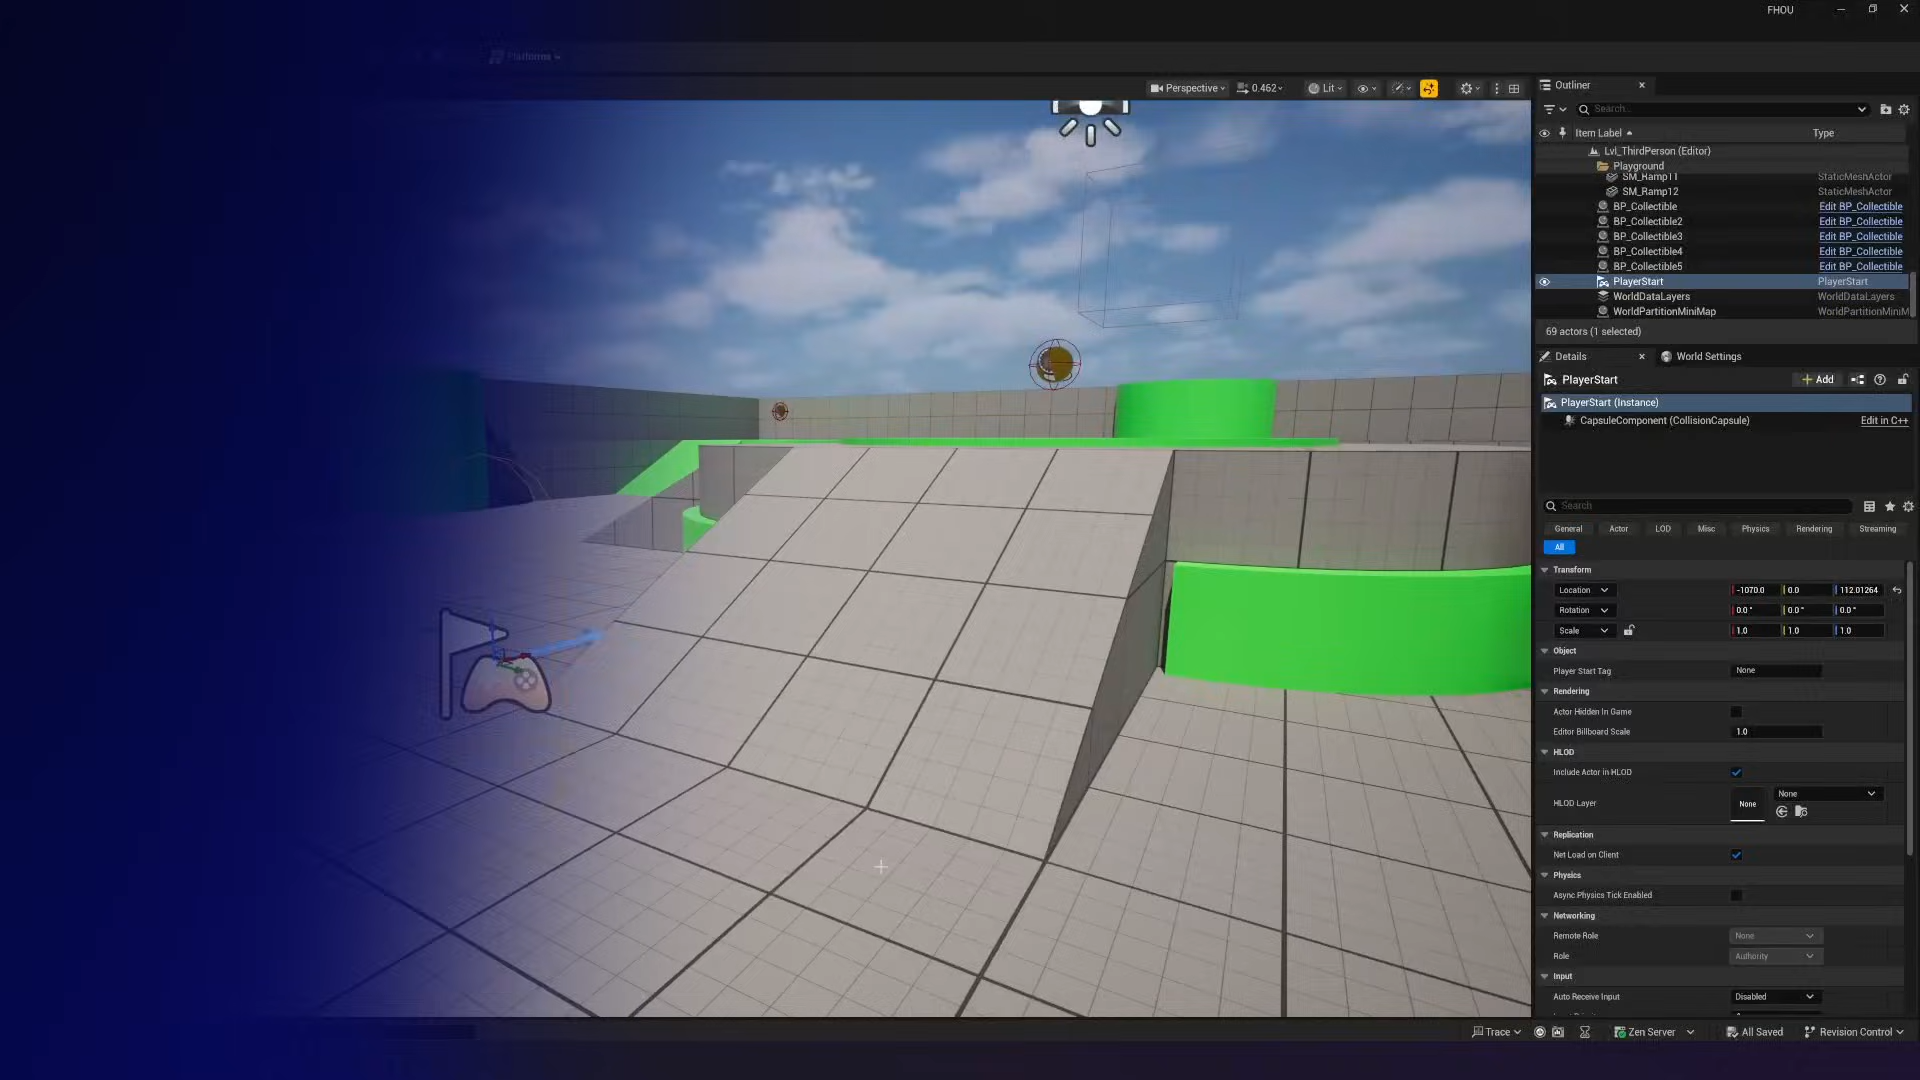 FHOU
Platforms
Perspective 0.462 Lit
Outliner
Search...
Item Label Type
Lvl_ThirdPerson (Editor)
Playground
SM_Ramp11 StaticMeshActor
SM_Ramp12 StaticMeshActor
BP_Collectible Edit BP_Collectible
BP_Collectible2 Edit BP_Collectible
BP_Collectible3 Edit BP_Collectible
BP_Collectible4 Edit BP_Collectible
BP_Collectible5 Edit BP_Collectible
PlayerStart PlayerStart
WorldDataLayers WorldDataLayers
WorldPartitionMiniMap WorldPartitionMiniM
69 actors (1 selected)
Details World Settings
PlayerStart + Add
PlayerStart (Instance)
CapsuleComponent (CollisionCapsule) Edit in C++
Search
General Actor LOD Misc Physics Rendering Streaming
All
Transform
Location -1070.0 0.0 112.01264
Rotation 0.0 ° 0.0 ° 0.0 °
Scale 1.0 1.0 1.0
Object
Player Start Tag None
Rendering
Actor Hidden In Game
Editor Billboard Scale 1.0
HLOD
Include Actor in HLOD
None
HLOD Layer None
Replication
Net Load on Client
Physics
Async Physics Tick Enabled
Networking
Remote Role None
Role Authority
Input
Auto Receive Input Disabled
Trace Zen Server All Saved Revision Control